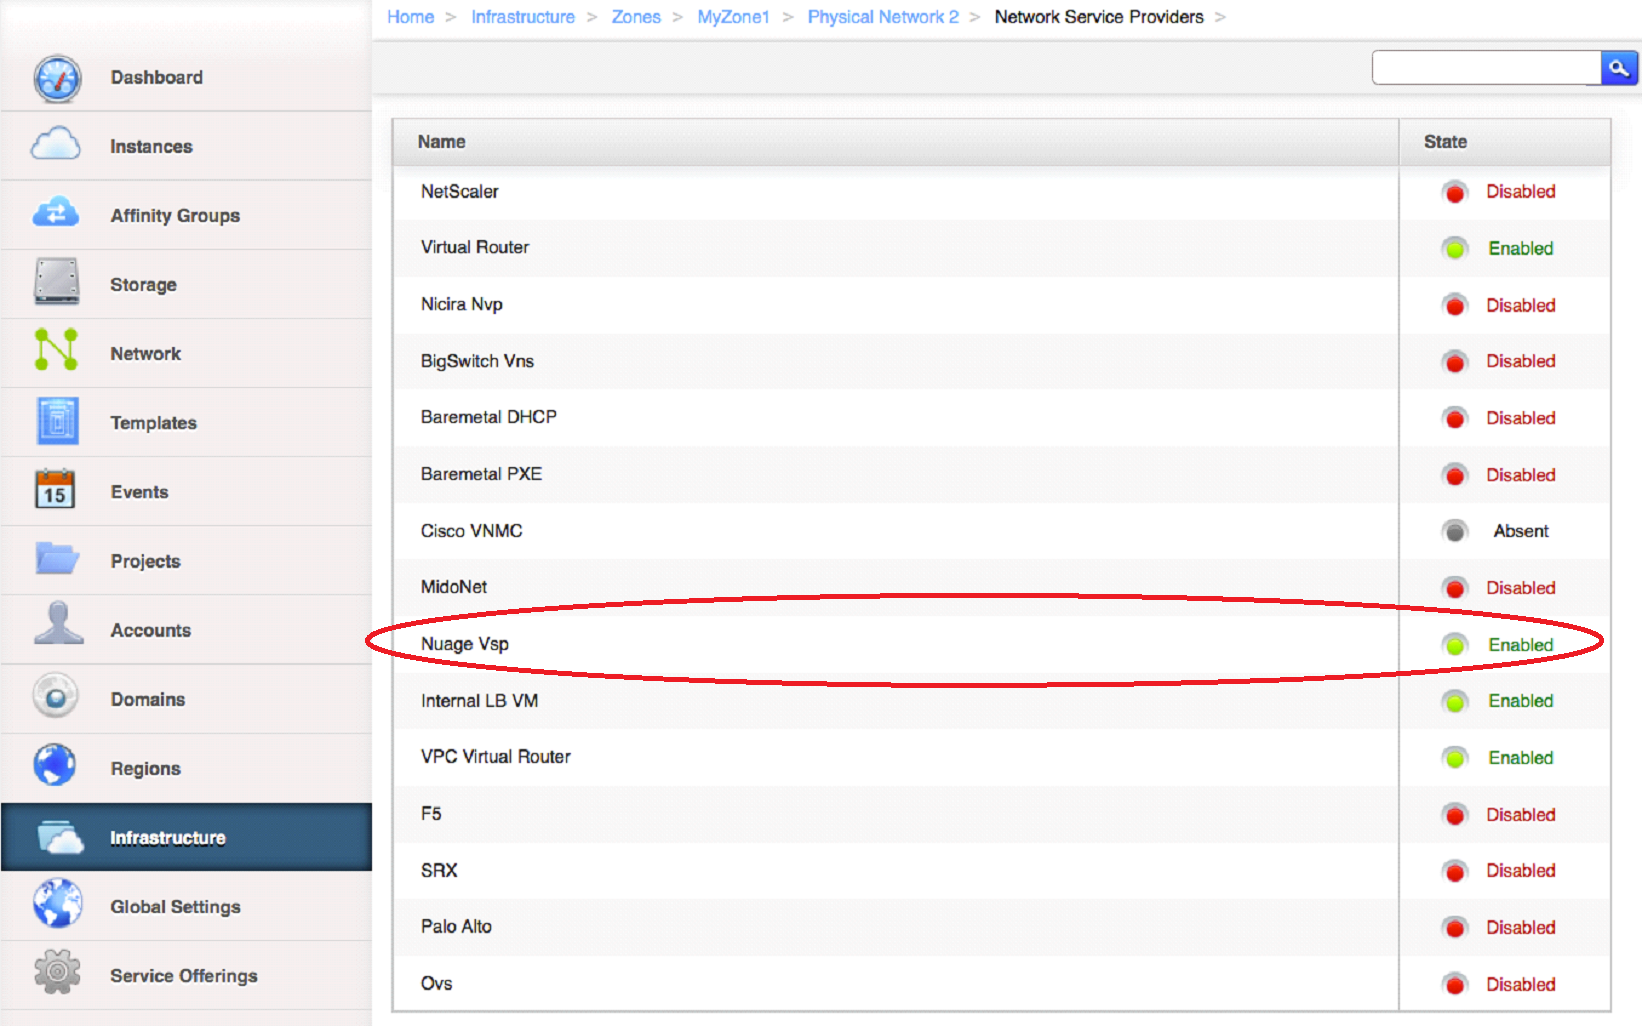 Home > Infrastructure > Zones > MyZone1 > Physical Network 2 > Network Service Providers >
Dashboard
Instances
Affinity Groups
Storage
Network
Templates
15
Events
Projects
Accounts
Domains
Regions
Infrastructure
Global Settings
Service Offerings
Name State
NetScaler Disabled
Virtual Router Enabled
Nicira Nvp Disabled
BigSwitch Vns Disabled
Baremetal DHCP Disabled
Baremetal PXE Disabled
Cisco VNMC Absent
MidoNet Disabled
Nuage Vsp Enabled
Internal LB VM Enabled
VPC Virtual Router Enabled
F5 Disabled
SRX Disabled
Palo Alto Disabled
Ovs Disabled